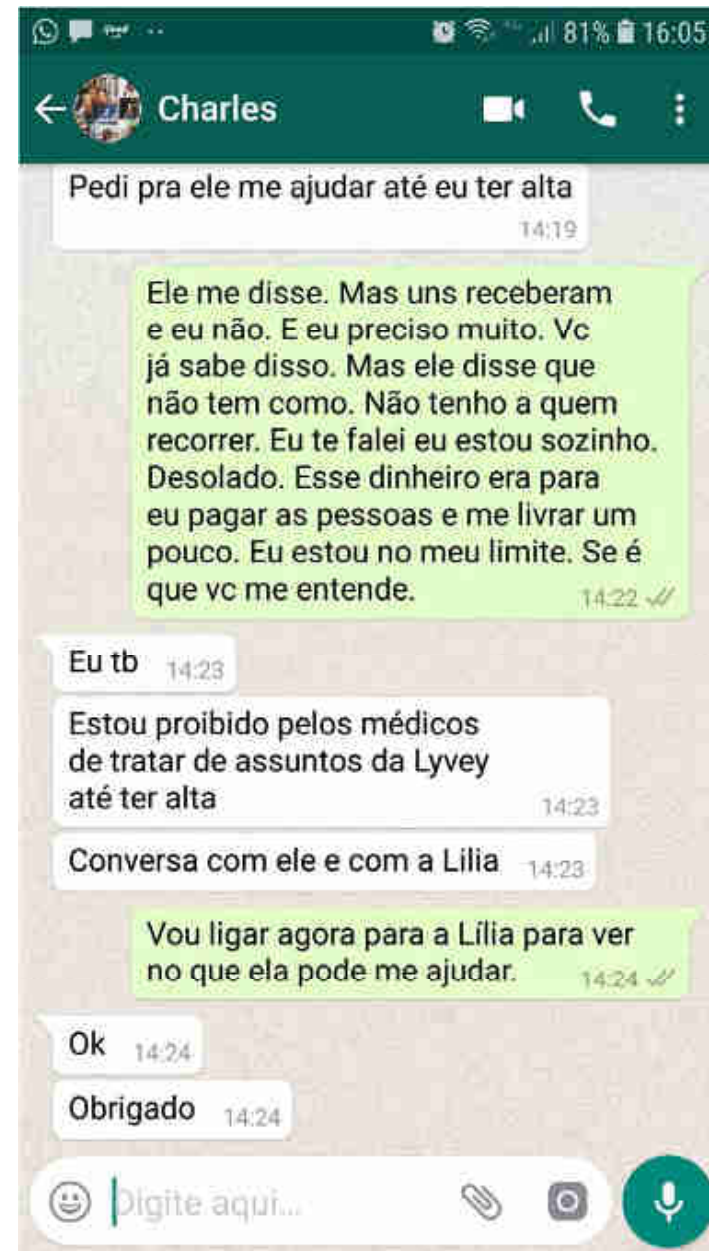 81% 16:05
Charles
Pedi pra ele me ajudar até eu ter alta
14:19
Ele me disse. Mas uns receberam
e eu não. E eu preciso muito. Vc
já sabe disso. Mas ele disse que
não tem como. Não tenho a quem
recorrer. Eu te falei eu estou sozinho.
Desolado. Esse dinheiro era para
eu pagar as pessoas e me livrar um
pouco. Eu estou no meu limite. Se é
que vc me entende. 14:22
Eu tb 14:23
Estou proibido pelos médicos
de tratar de assuntos da Lyvey
até ter alta 14:23
Conversa com ele e com a Lilia 14:23
Vou ligar agora para a Lília para ver
no que ela pode me ajudar. 14:24
Ok 14:24
Obrigado 14:24
Digite aqui...